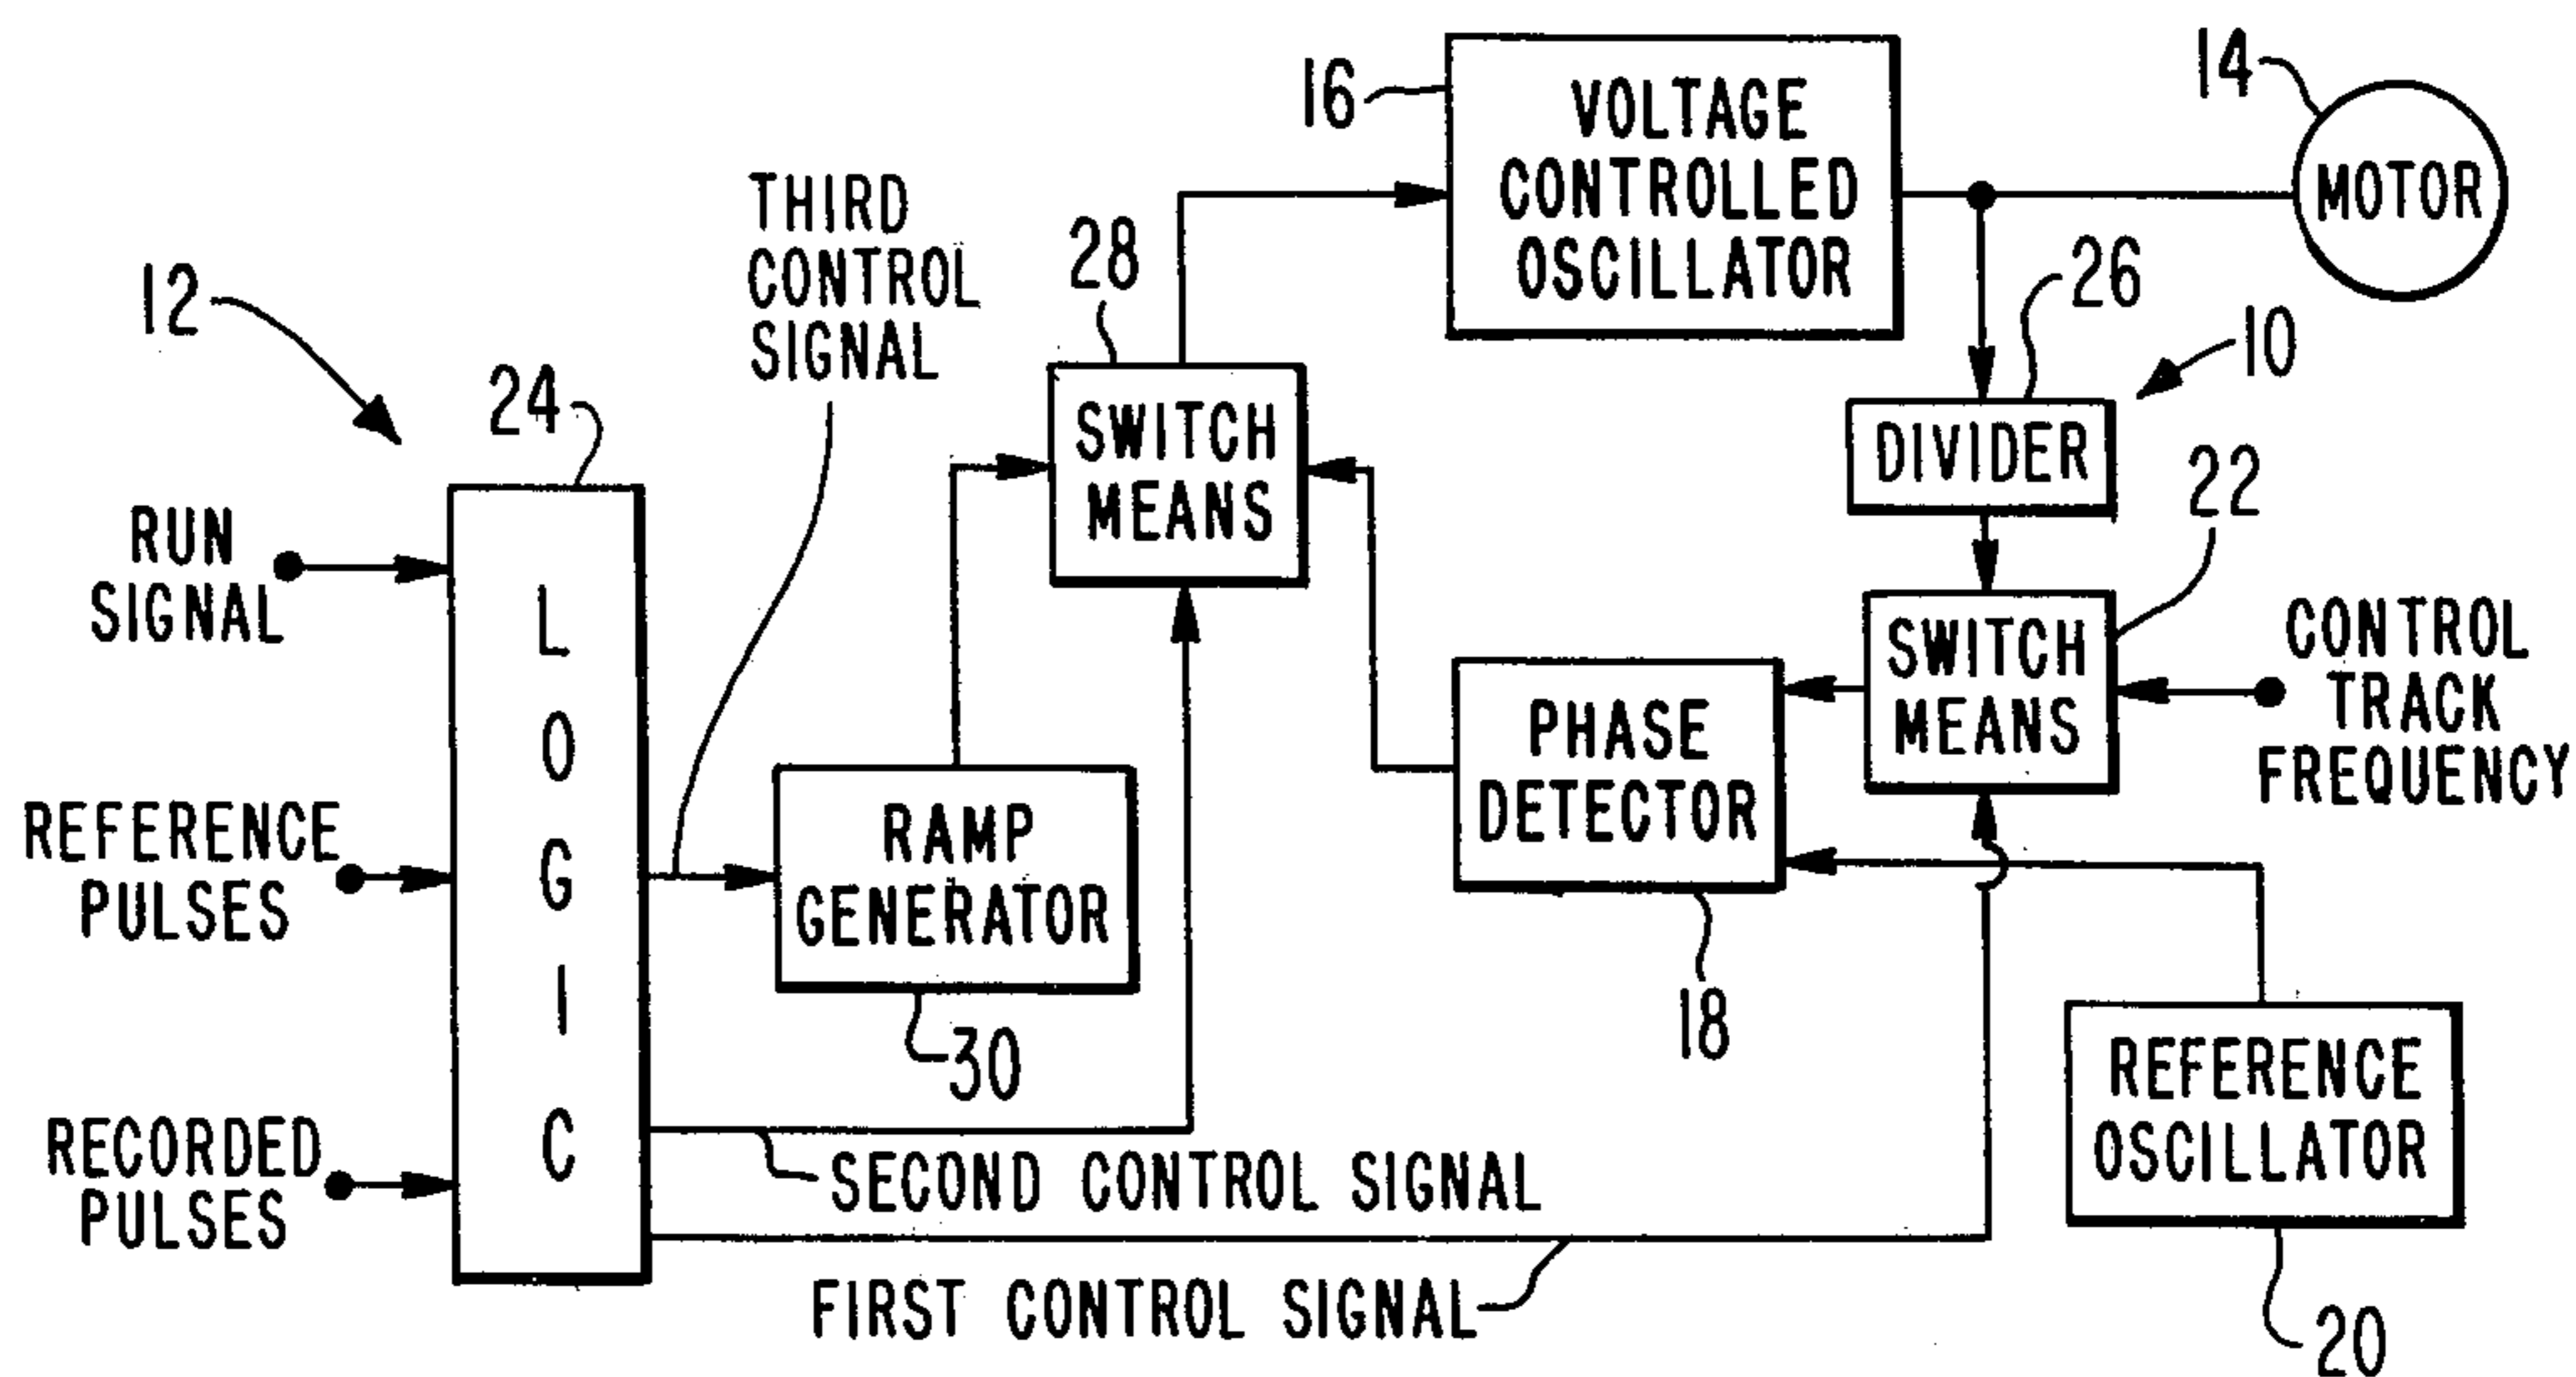 16
VOLTAGE
CONTROLLED
OSCILLATOR
14
MOTOR
THIRD
CONTROL
SIGNAL
28
26
10
12
24
SWITCH
MEANS
DIVIDER
22
RUN
SIGNAL
LOGIC
SWITCH
MEANS
CONTROL
TRACK
FREQUENCY
PHASE
DETECTOR
REFERENCE
PULSES
RAMP
GENERATOR
18
30
REFERENCE
OSCILLATOR
RECORDED
PULSES
SECOND CONTROL SIGNAL
FIRST CONTROL SIGNAL
20